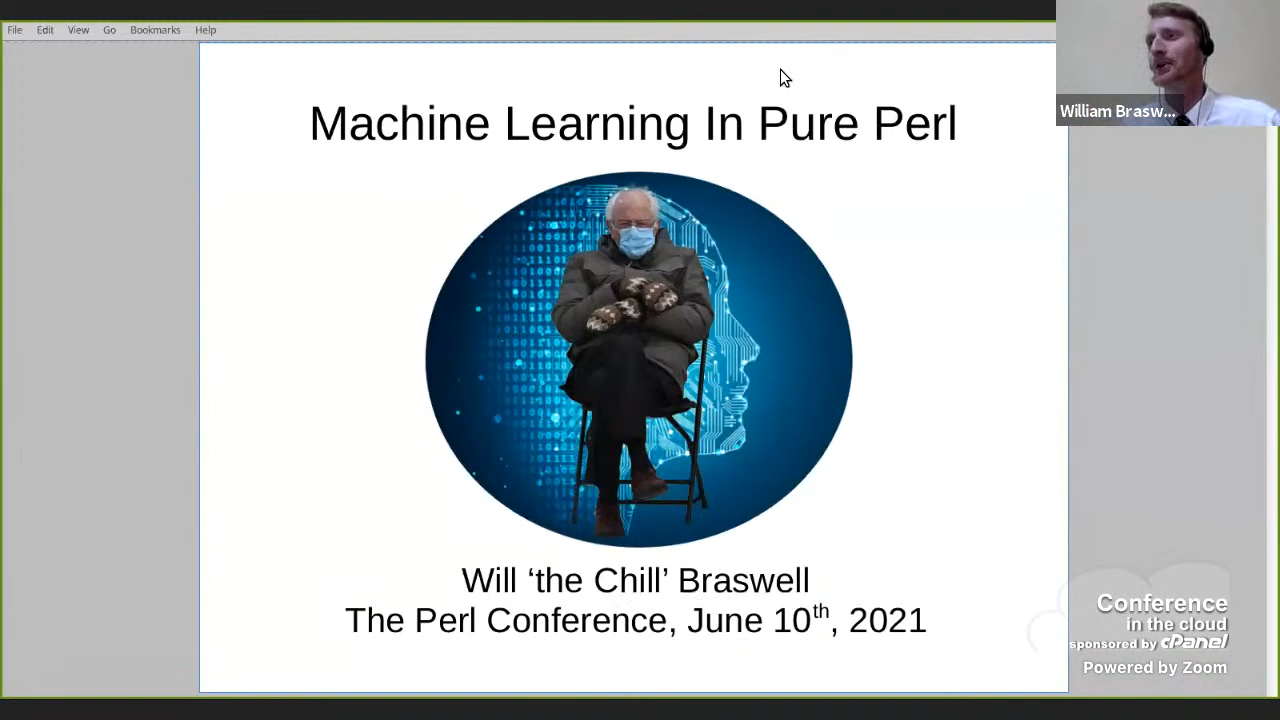 File Edit View Go Bookmarks Help
William Brasw...
Machine Learning In Pure Perl
Will ‘the Chill’ Braswell
The Perl Conference, June 10th, 2021
Conference
in the cloud
sponsored by cPanel
Powered by Zoom